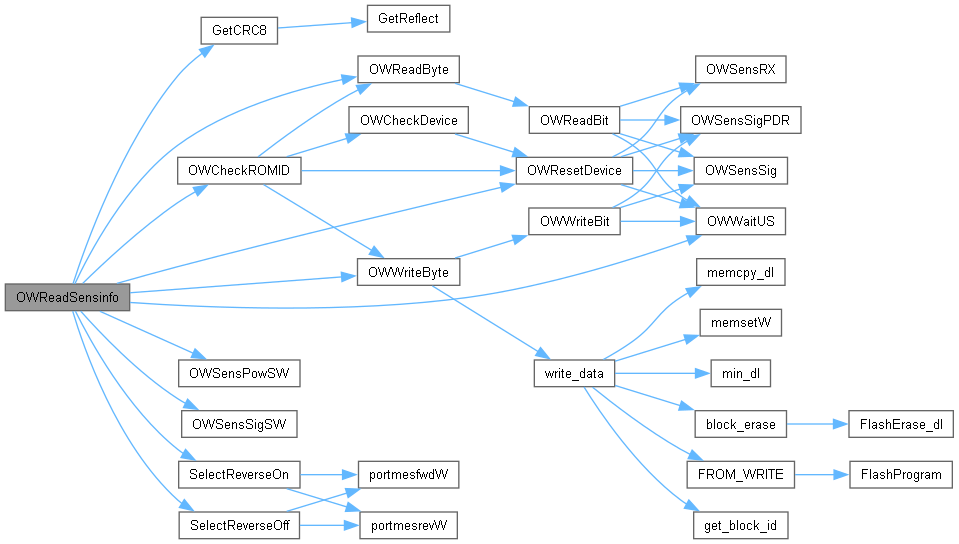 GetReflect
GetCRC8
OWReadByte
OWSensRX
OWCheckDevice
OWReadBit
OWSensSigPDR
OWCheckROMID
OWResetDevice
OWSensSig
OWWriteBit
OWWaitUS
OWWriteByte
memcpy_dl
OWReadSensinfo
memsetW
OWSensPowSW
write_data
min_dl
OWSensSigSW
block_erase
FlashErase_dl
SelectReverseOn
portmesfwdW
FROM_WRITE
FlashProgram
SelectReverseOff
portmesrevW
get_block_id